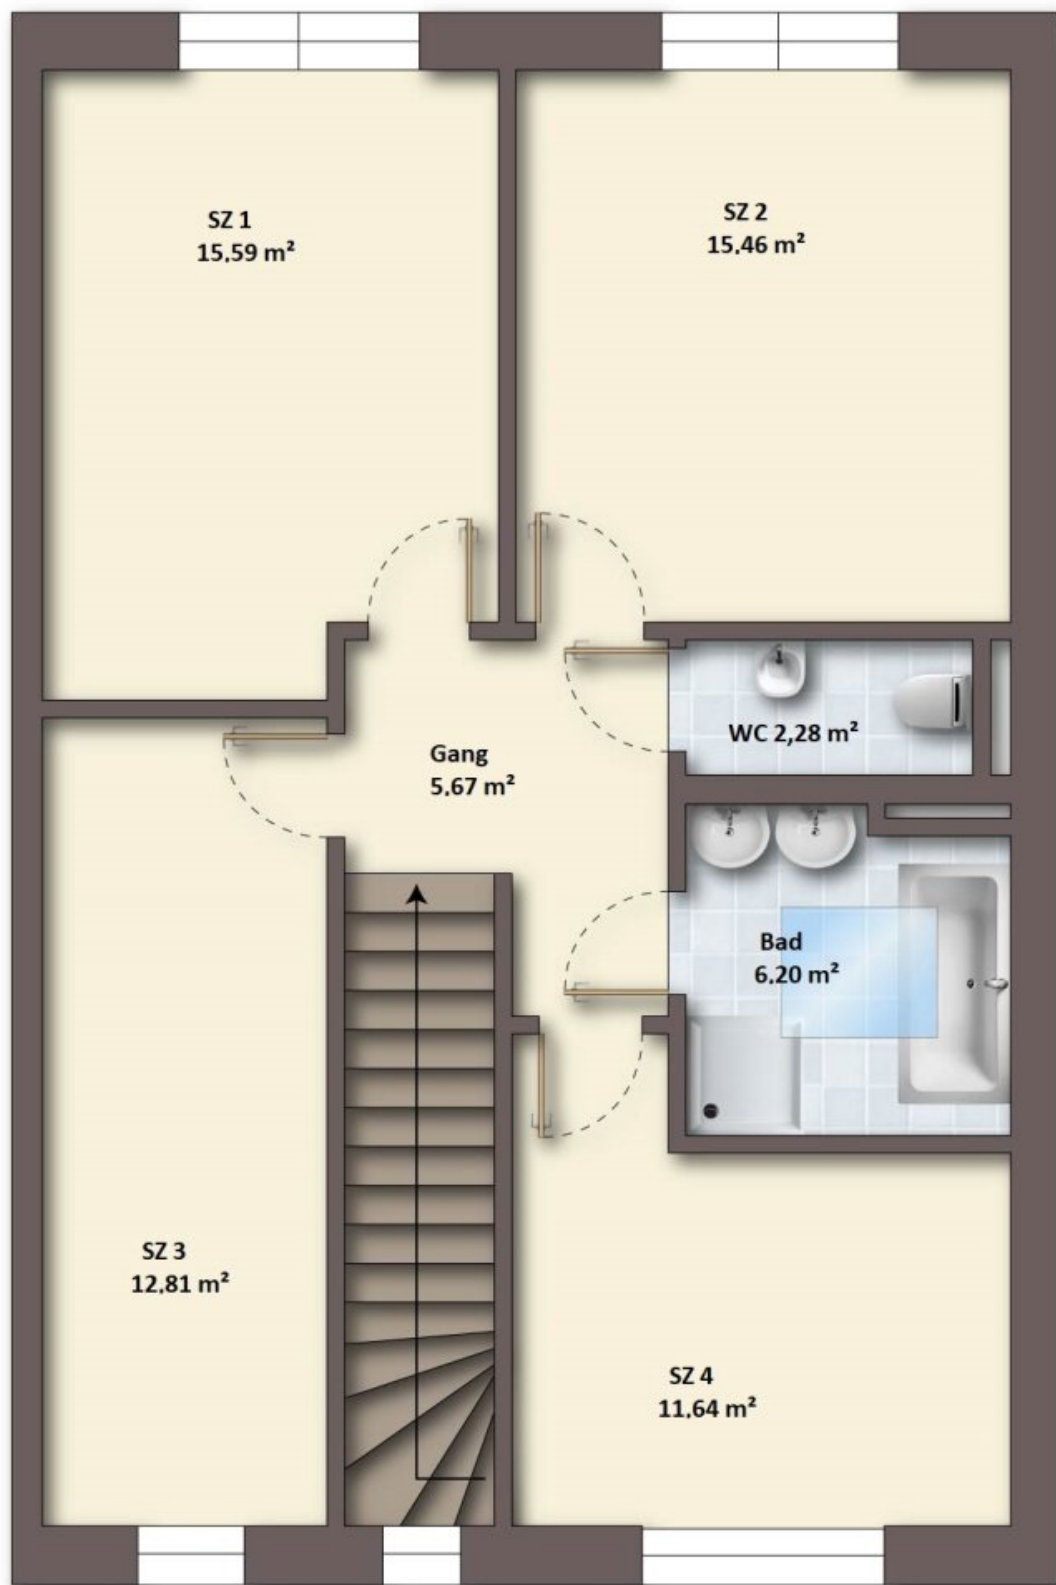 SZ 1
15,59 m²
SZ 2
15.46 m²
WC 2,28 m²
Gang
5.67 m²
Bad
6.20 m²
SZ 3
12.81 m²
SZ 4
11.64 m²